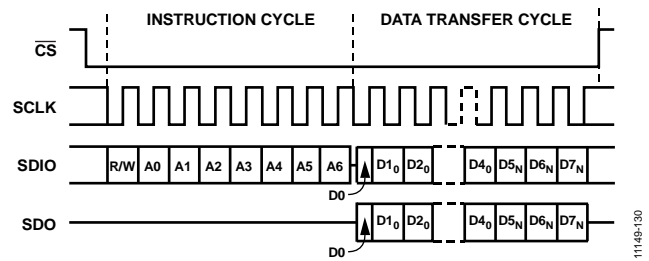 INSTRUCTION CYCLE DATA TRANSFER CYCLE
CS
SCLK
SDIO R/W A0 A1 A2 A3 A4 A5 A6 D1₀ D2₀ D4₀ D5N D6N D7N
D0
SDO D1₀ D2₀ D4₀ D5N D6N D7N
D0
11149-130